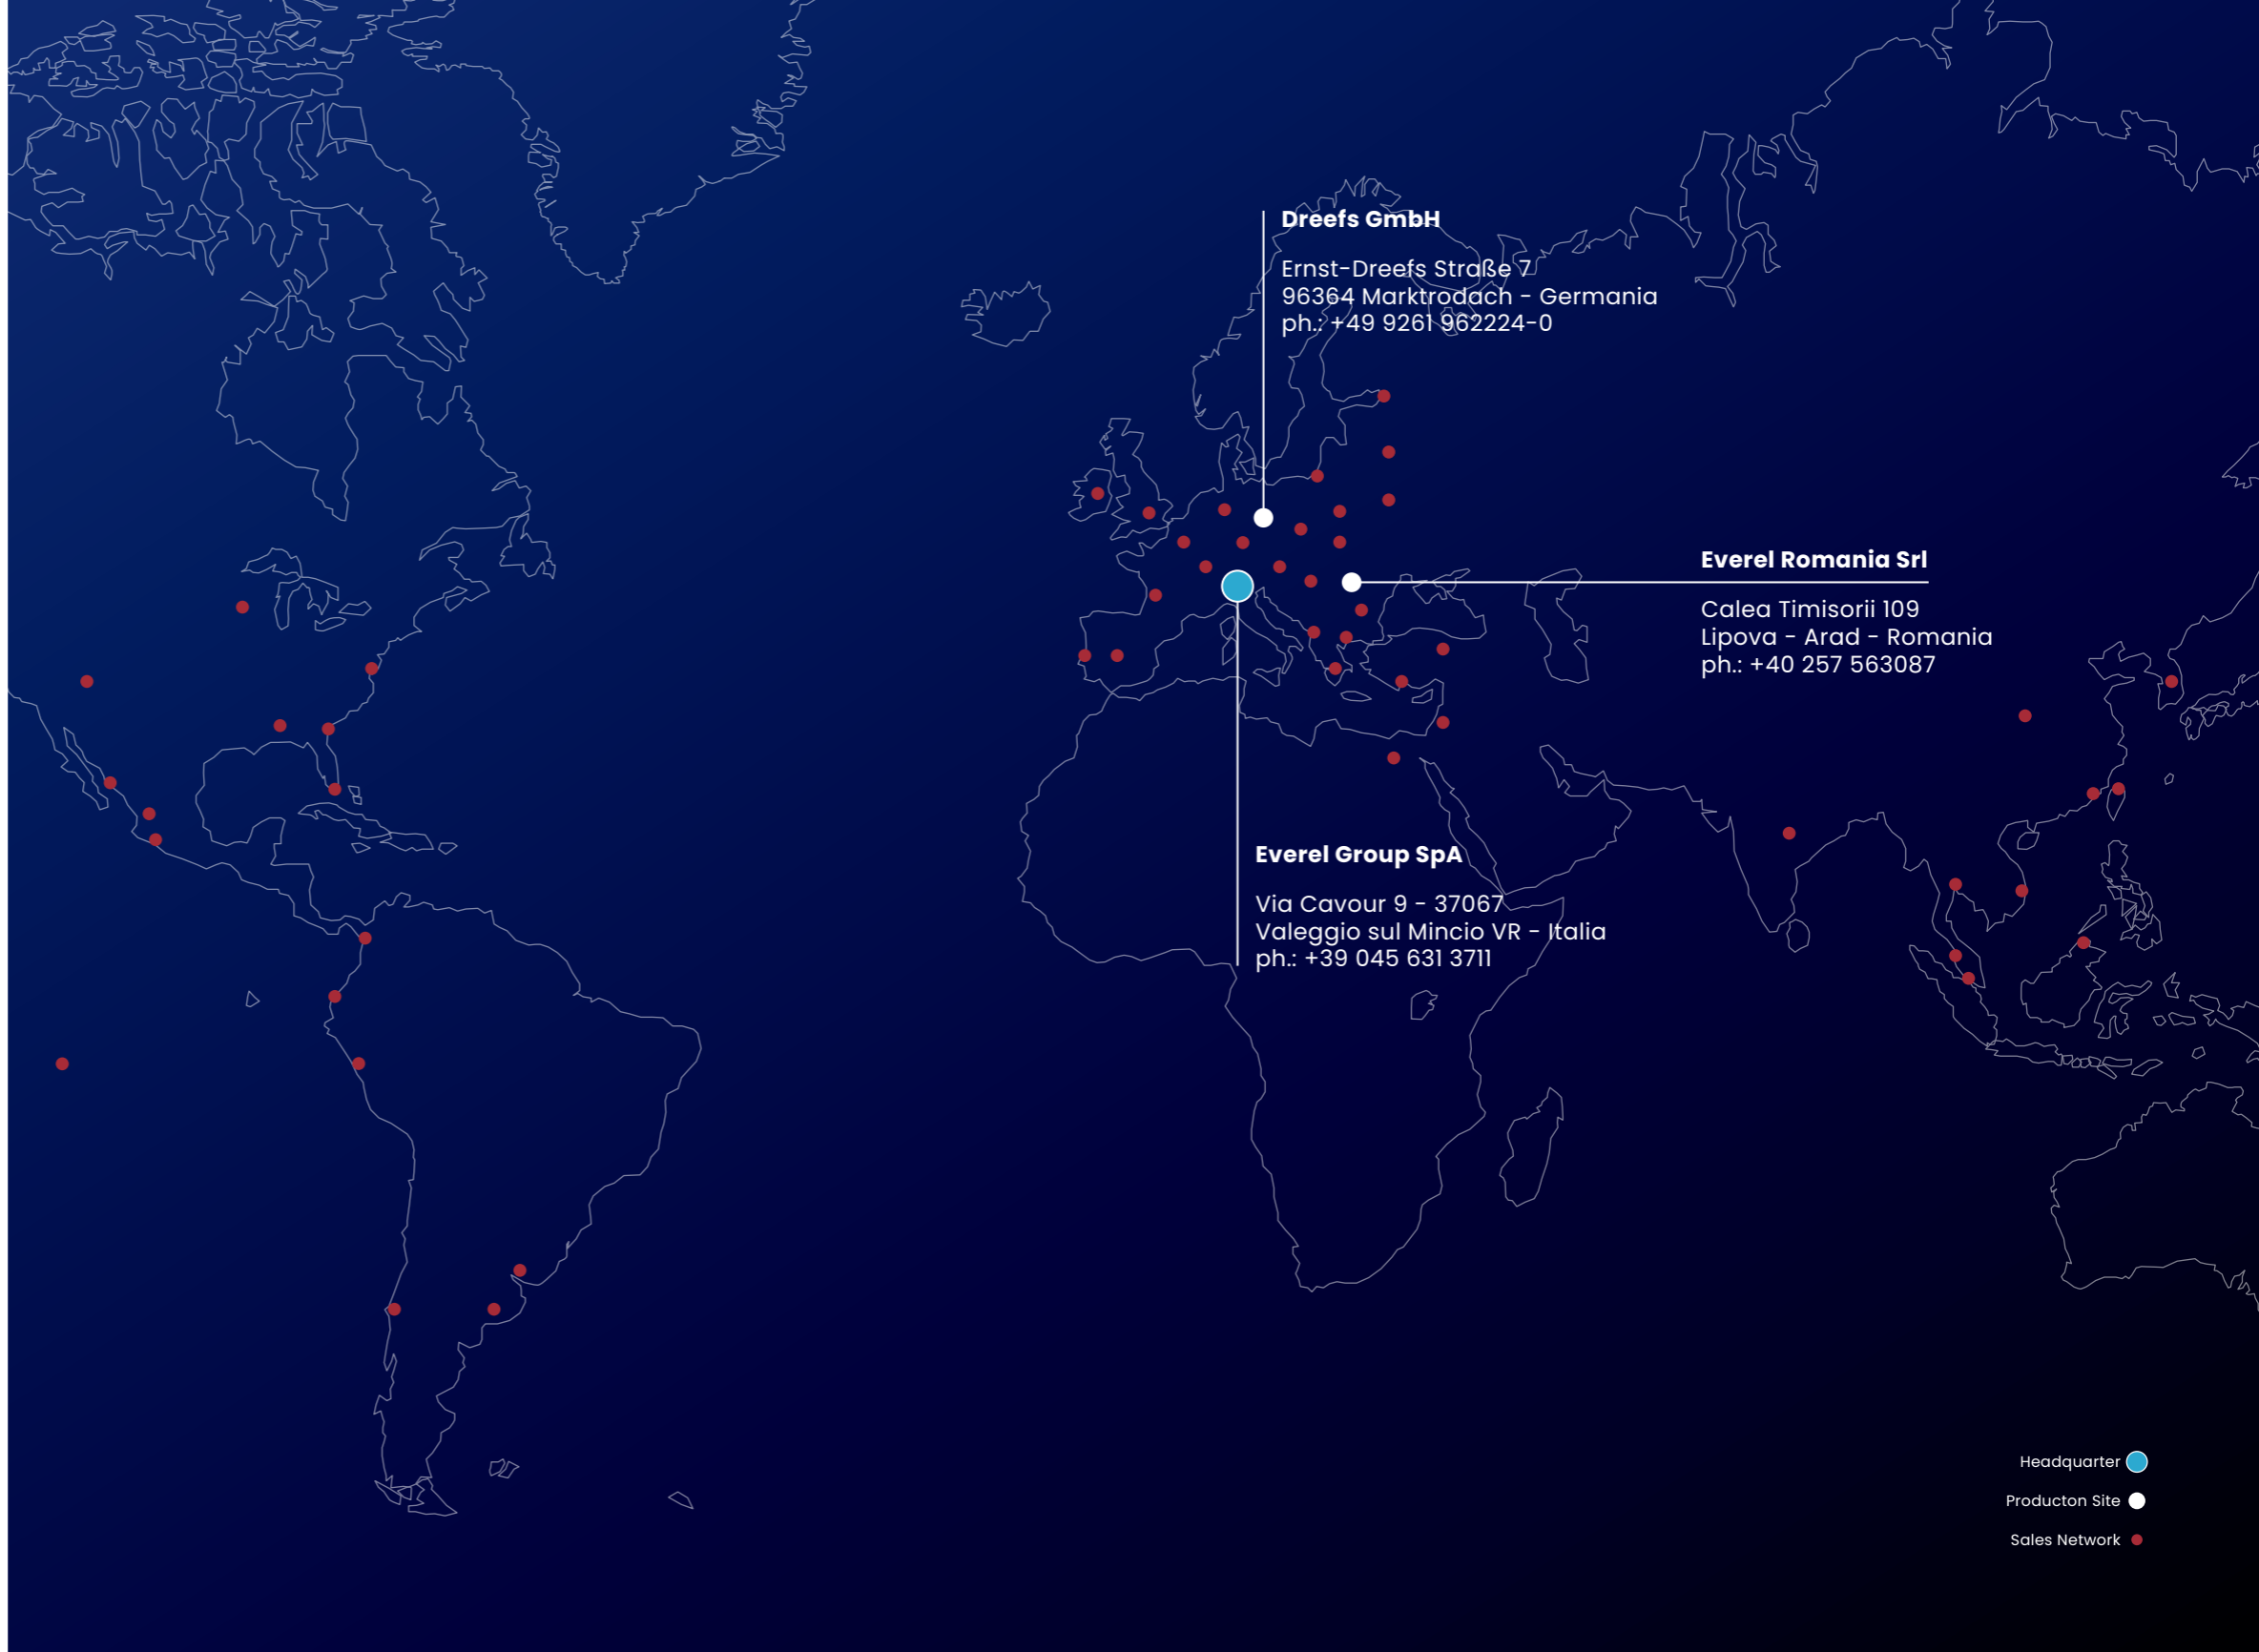 Dreefs GmbH
Ernst-Dreefs Straße 7
96364 Marktrodach - Germania
ph.: +49 9261 962224-0
Everel Romania Srl
Calea Timisorii 109
Lipova - Arad - Romania
ph.: +40 257 563087
Everel Group SpA
Via Cavour 9 - 37067
Valeggio sul Mincio VR - Italia
ph.: +39 045 631 3711
Headquarter
Producton Site
Sales Network